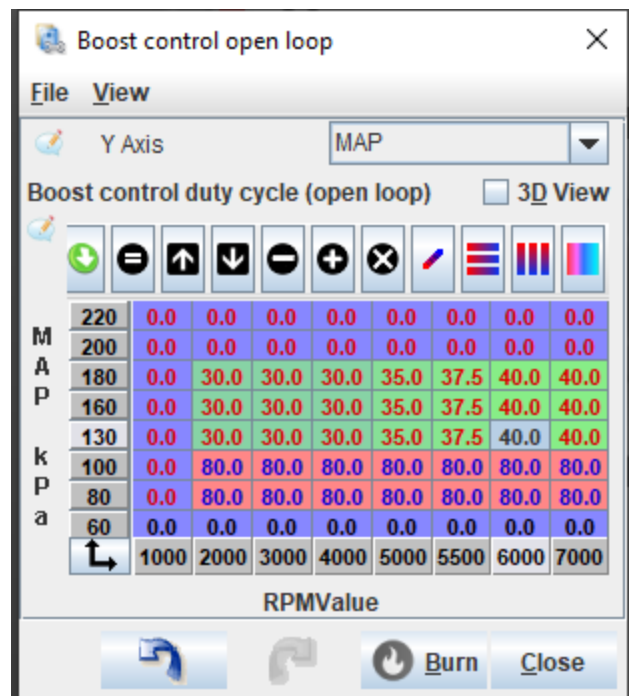 Boost control open loop
File View
Y Axis MAP
Boost control duty cycle (open loop) 3D View
MAP kPa
220 0.0 0.0 0.0 0.0 0.0 0.0 0.0 0.0
200 0.0 0.0 0.0 0.0 0.0 0.0 0.0 0.0
180 0.0 30.0 30.0 30.0 35.0 37.5 40.0 40.0
160 0.0 30.0 30.0 30.0 35.0 37.5 40.0 40.0
130 0.0 30.0 30.0 30.0 35.0 37.5 40.0 40.0
100 0.0 80.0 80.0 80.0 80.0 80.0 80.0 80.0
80 0.0 80.0 80.0 80.0 80.0 80.0 80.0 80.0
60 0.0 0.0 0.0 0.0 0.0 0.0 0.0 0.0
1000 2000 3000 4000 5000 5500 6000 7000
RPMValue
Burn Close